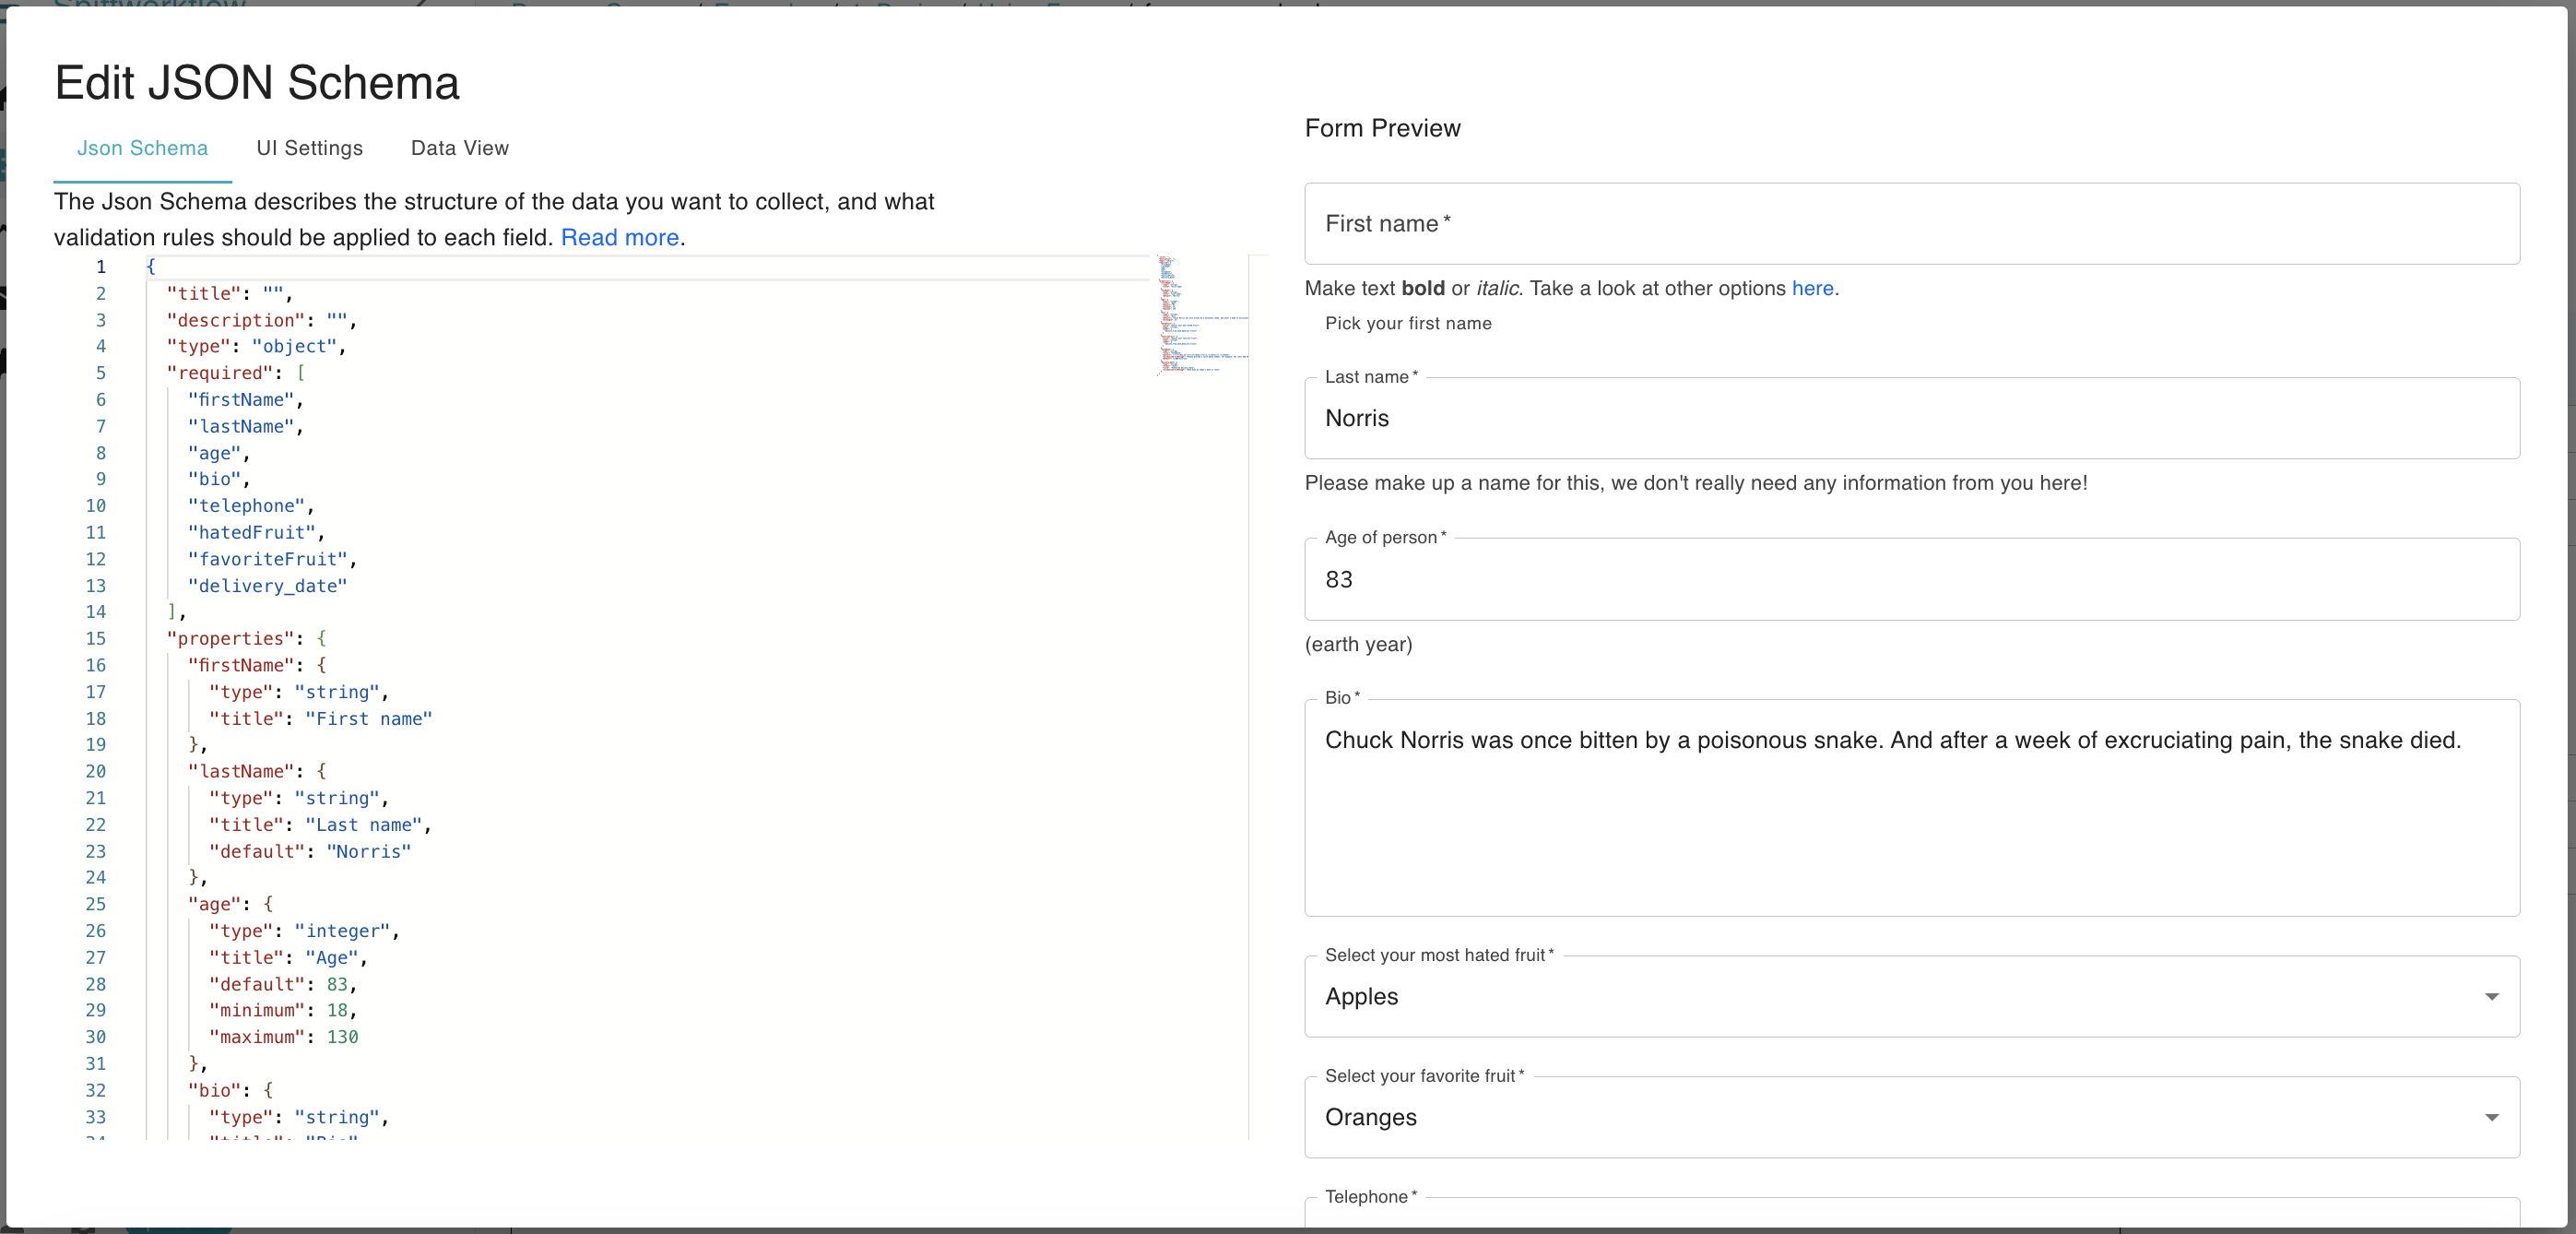 Edit JSON Schema
Json Schema UI Settings Data View
The Json Schema describes the structure of the data you want to collect, and what
validation rules should be applied to each field. Read more.
1 {
2 "title": "",
3 "description": "",
4 "type": "object",
5 "required": [
6 "firstName",
7 "lastName",
8 "age",
9 "bio",
10 "telephone",
11 "hatedFruit",
12 "favoriteFruit",
13 "delivery_date"
14 ],
15 "properties": {
16 "firstName": {
17 "type": "string",
18 "title": "First name"
19 },
20 "lastName": {
21 "type": "string",
22 "title": "Last name",
23 "default": "Norris"
24 },
25 "age": {
26 "type": "integer",
27 "title": "Age",
28 "default": 83,
29 "minimum": 18,
30 "maximum": 130
31 },
32 "bio": {
33 "type": "string",
Form Preview
First name *
Make text bold or italic. Take a look at other options here.
Pick your first name
Last name *
Norris
Please make up a name for this, we don't really need any information from you here!
Age of person *
83
(earth year)
Bio *
Chuck Norris was once bitten by a poisonous snake. And after a week of excruciating pain, the snake died.
Select your most hated fruit *
Apples
Select your favorite fruit *
Oranges
Telephone *